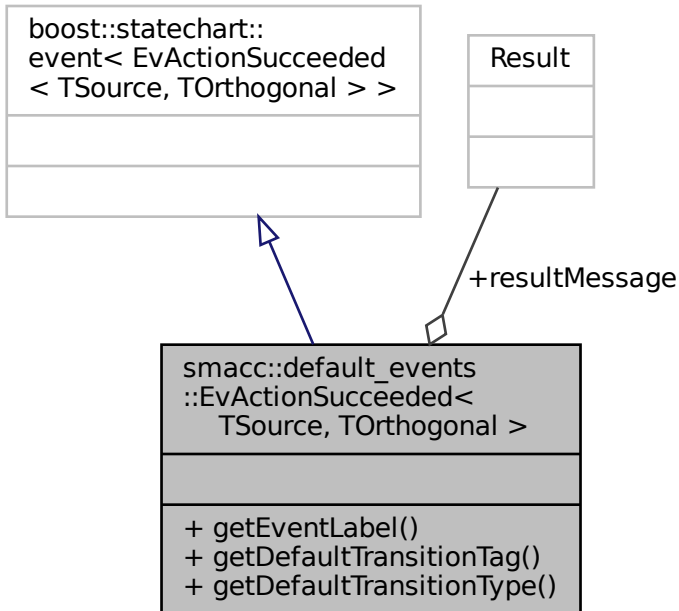 boost::statechart::
event< EvActionSucceeded
< TSource, TOrthogonal > >
Result
+resultMessage
smacc::default_events
::EvActionSucceeded<
TSource, TOrthogonal >
+ getEventLabel()
+ getDefaultTransitionTag()
+ getDefaultTransitionType()